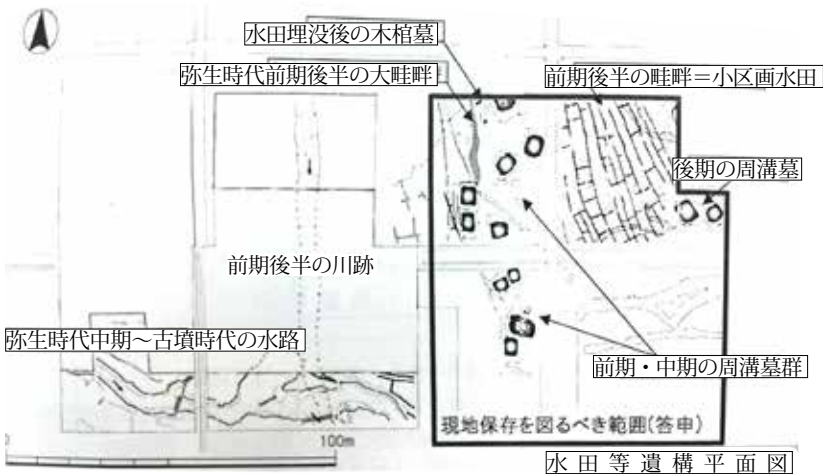 水田埋没後の木棺墓
弥生時代前期後半の大畦畔
前期後半の畦畔＝小区画水田
後期の周溝墓
前期後半の川跡
弥生時代中期～古墳時代の水路
前期・中期の周溝墓群
現地保存を図るべき範囲(答申)
0 100m
水田等遺構平面図